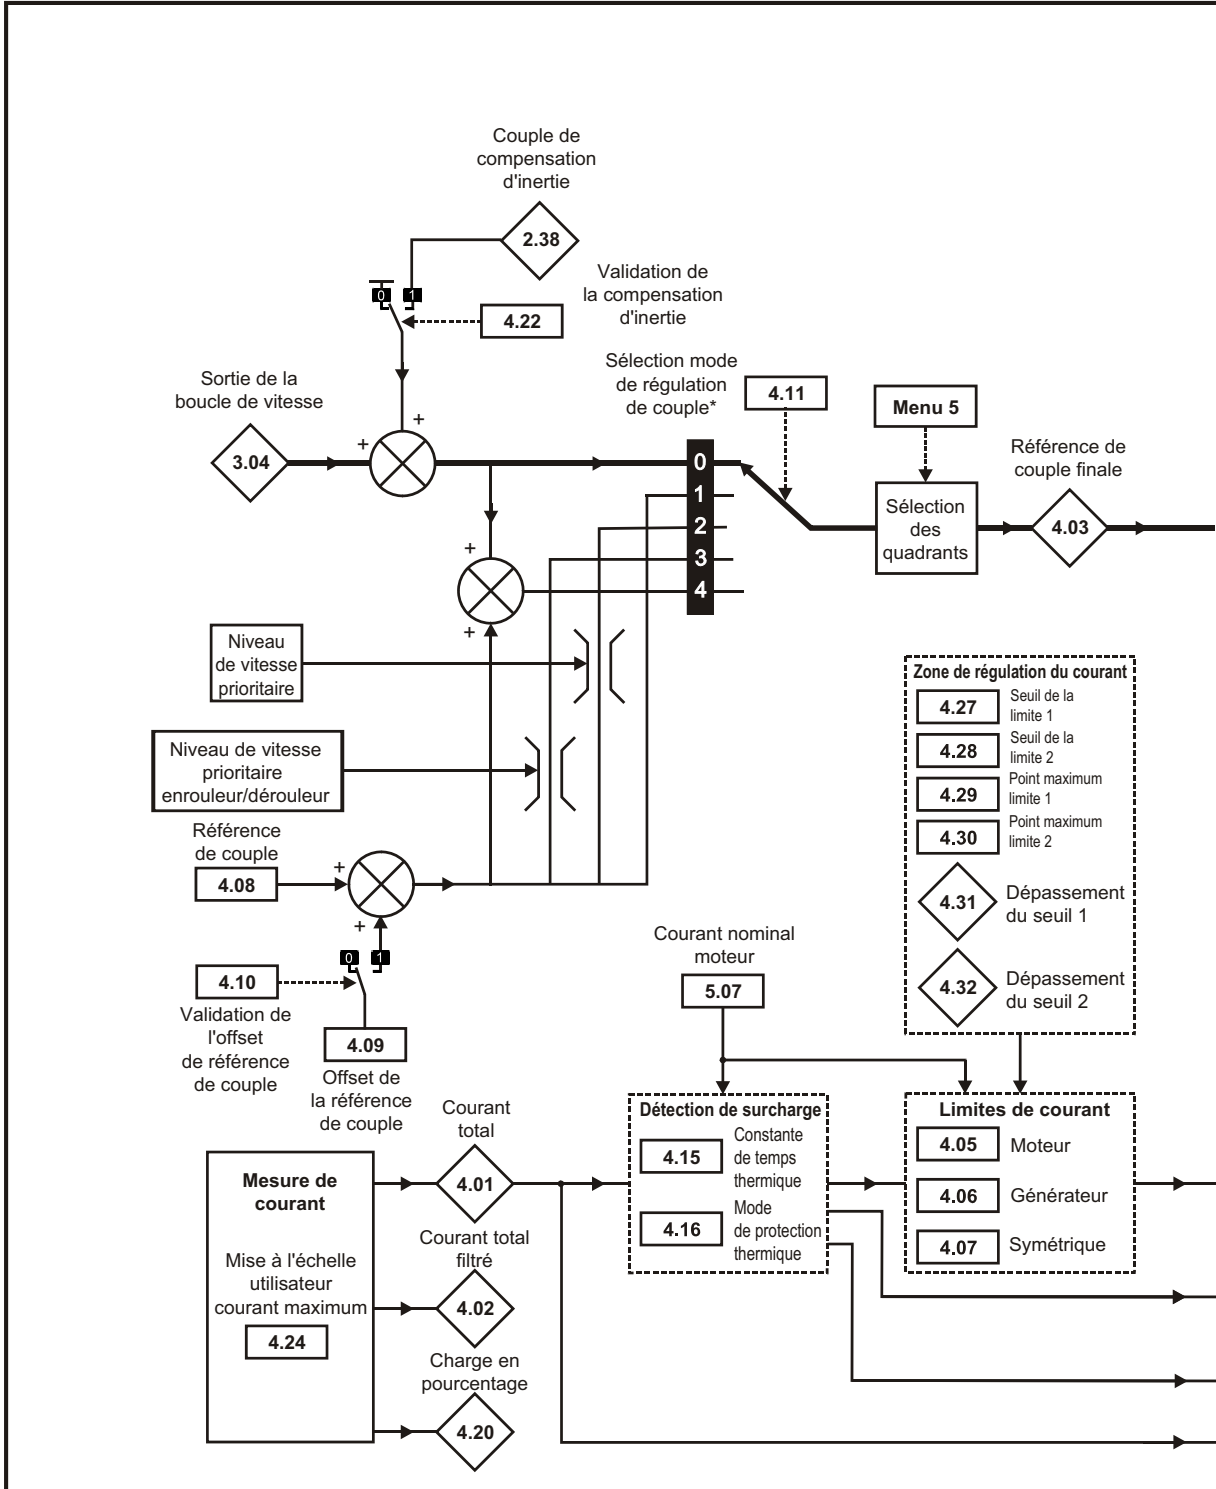 Couple de
compensation
d'inertie
2.38
0
1
Validation de
la compensation
d'inertie
4.22
Sélection mode
de régulation
de couple*
4.11
Menu 5
Sortie de la
boucle de vitesse
+
+
3.04
0
1
2
3
4
Sélection
des
quadrants
Référence de
couple finale
4.03
+
+
Niveau
de vitesse
prioritaire
Niveau de vitesse
prioritaire
enrouleur/dérouleur
Référence
de couple
4.08
+
+
0
1
4.10
Validation de
l'offset
de référence
de couple
4.09
Offset de
la référence
de couple
Zone de régulation du courant
4.27
Seuil de la
limite 1
4.28
Seuil de la
limite 2
4.29
Point maximum
limite 1
4.30
Point maximum
limite 2
4.31
Dépassement
du seuil 1
4.32
Dépassement
du seuil 2
Courant nominal
moteur
5.07
Mesure de
courant
Mise à l'échelle
utilisateur
courant maximum
4.24
Courant
total
4.01
Courant total
filtré
4.02
Charge en
pourcentage
4.20
Détection de surcharge
4.15
Constante
de temps
thermique
4.16
Mode
de protection
thermique
Limites de courant
4.05
Moteur
4.06
Générateur
4.07
Symétrique